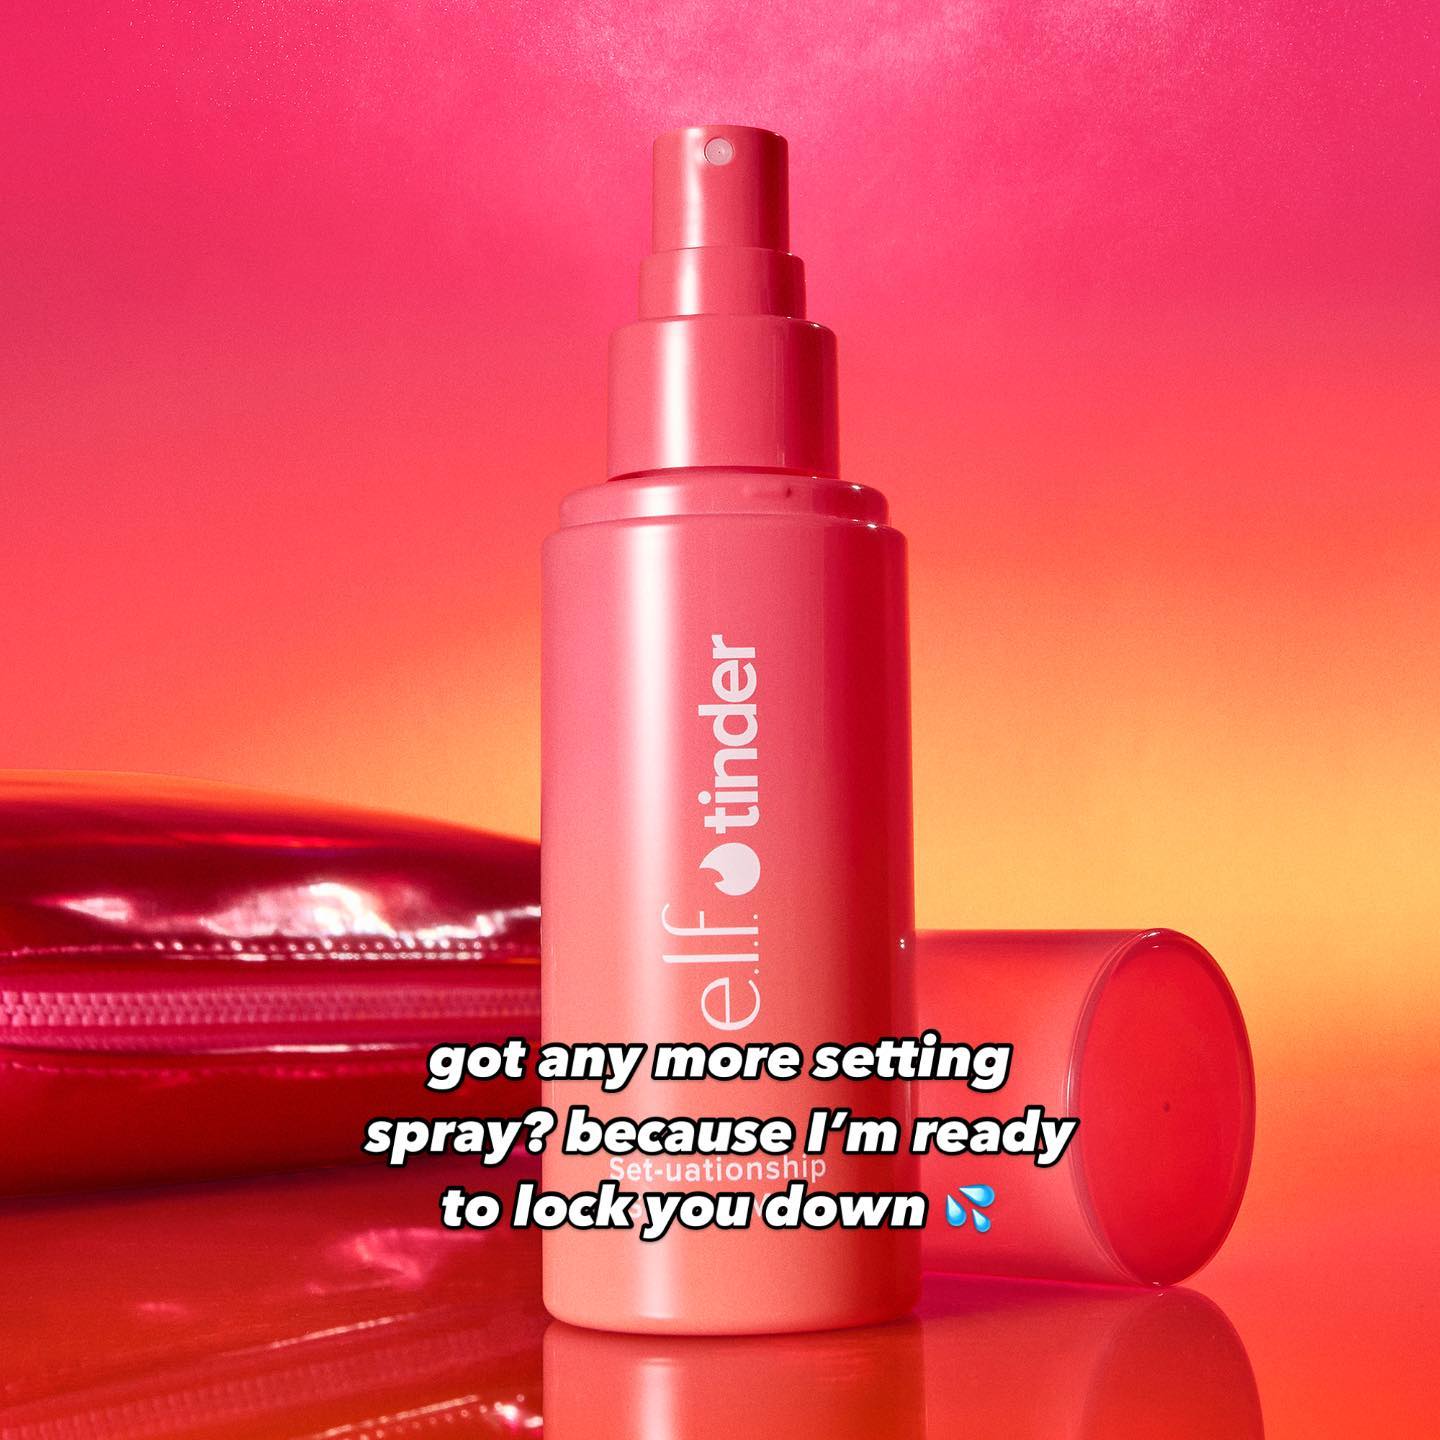 e.l.f. tinder
Set-uationship
got any more setting
spray? because I’m ready
to lock you down 💦